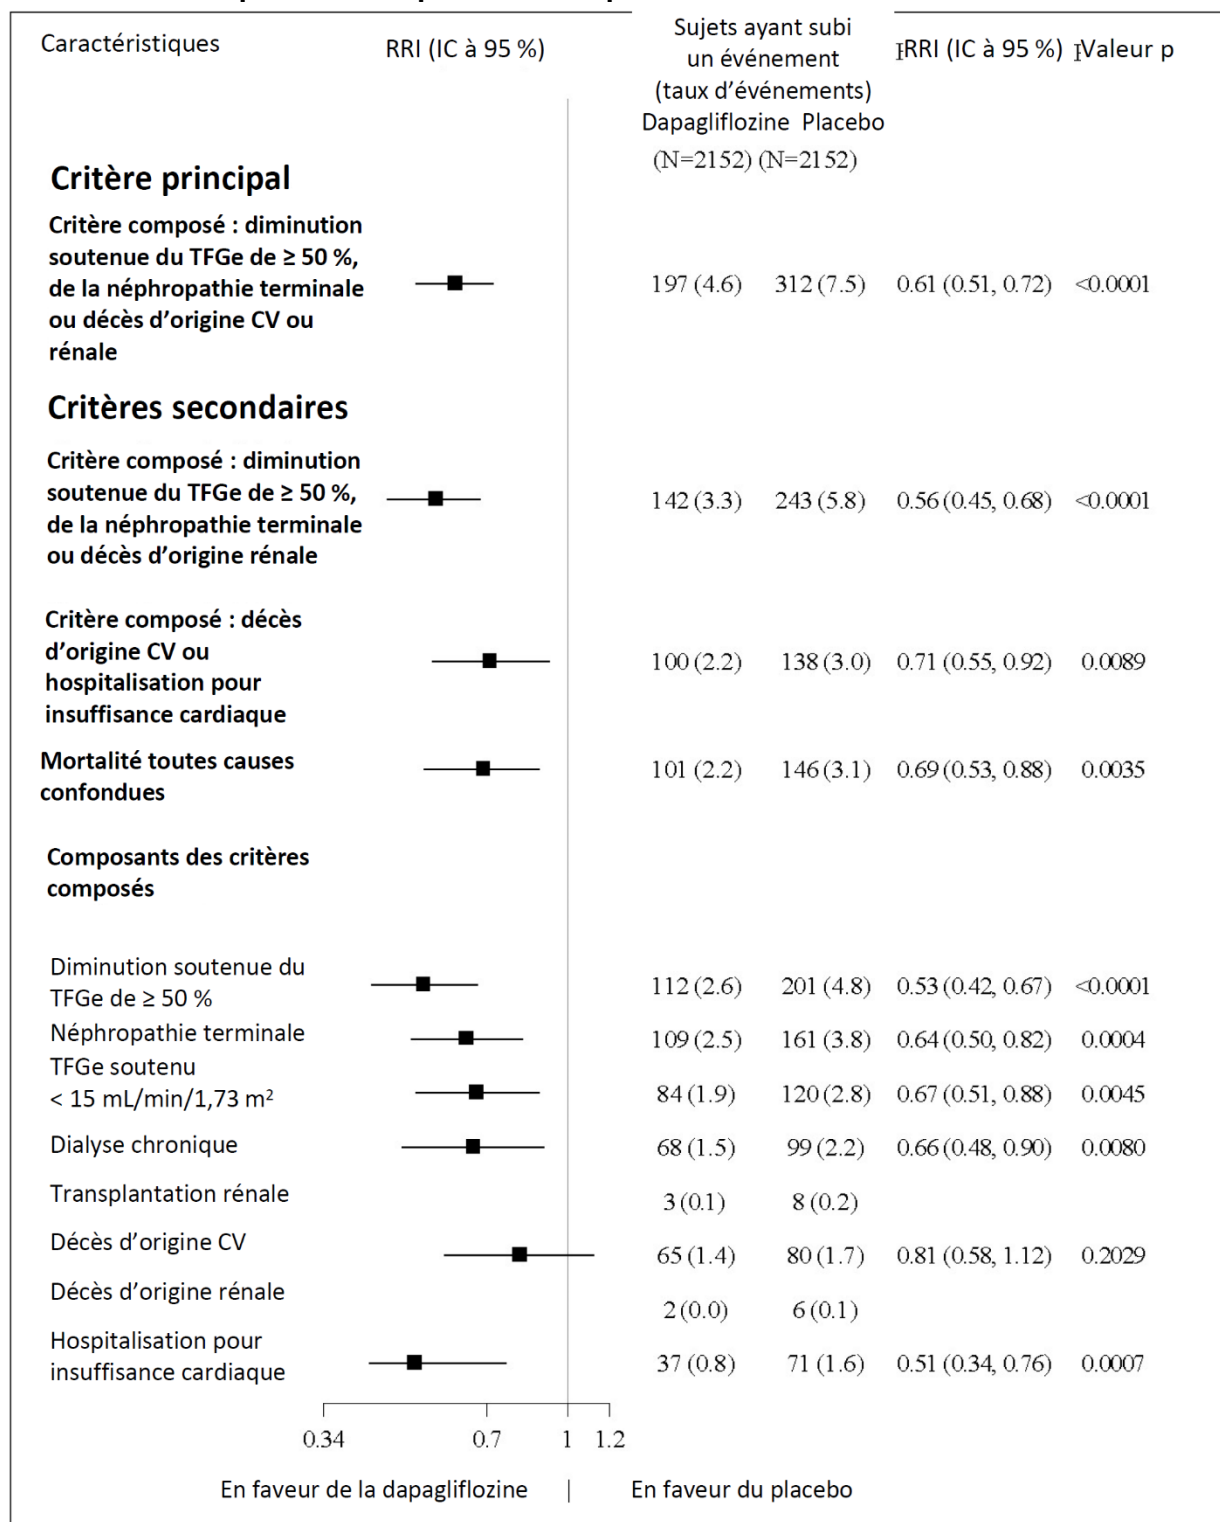 Caractéristiques
RRI (IC à 95 %)
Sujets ayant subi
un événement
(taux d'événements)
Dapagliflozine Placebo
(N=2152) (N=2152)
RRI (IC à 95 %)
Valeur p
Critère principal
Critère composé : diminution
soutenue du TFGe de ≥ 50 %,
de la néphropathie terminale
ou décès d'origine CV ou
rénale
197 (4.6) 312 (7.5) 0.61 (0.51, 0.72) <0.0001
Critères secondaires
Critère composé : diminution
soutenue du TFGe de ≥ 50 %,
de la néphropathie terminale
ou décès d'origine rénale
142 (3.3) 243 (5.8) 0.56 (0.45, 0.68) <0.0001
Critère composé : décès
d'origine CV ou
hospitalisation pour
insuffisance cardiaque
100 (2.2) 138 (3.0) 0.71 (0.55, 0.92) 0.0089
Mortalité toutes causes
confondues
101 (2.2) 146 (3.1) 0.69 (0.53, 0.88) 0.0035
Composants des critères
composés
Diminution soutenue du
TFGe de ≥ 50 %
112 (2.6) 201 (4.8) 0.53 (0.42, 0.67) <0.0001
Néphropathie terminale
109 (2.5) 161 (3.8) 0.64 (0.50, 0.82) 0.0004
TFGe soutenu
< 15 mL/min/1,73 m²
84 (1.9) 120 (2.8) 0.67 (0.51, 0.88) 0.0045
Dialyse chronique
68 (1.5) 99 (2.2) 0.66 (0.48, 0.90) 0.0080
Transplantation rénale
3 (0.1) 8 (0.2)
Décès d'origine CV
65 (1.4) 80 (1.7) 0.81 (0.58, 1.12) 0.2029
Décès d'origine rénale
2 (0.0) 6 (0.1)
Hospitalisation pour
insuffisance cardiaque
37 (0.8) 71 (1.6) 0.51 (0.34, 0.76) 0.0007
0.34 0.7 1 1.2
En faveur de la dapagliflozine | En faveur du placebo